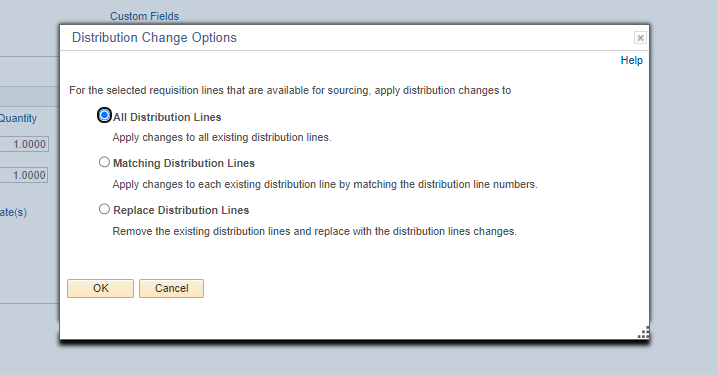 Custom Fields
Distribution Change Options
Help
For the selected requisition lines that are available for sourcing, apply distribution changes to
Quantity
All Distribution Lines
1.0000
Apply changes to all existing distribution lines.
Matching Distribution Lines
1.0000
Apply changes to each existing distribution line by matching the distribution line numbers.
ate(s)
Replace Distribution Lines
Remove the existing distribution lines and replace with the distribution lines changes.
OK
Cancel